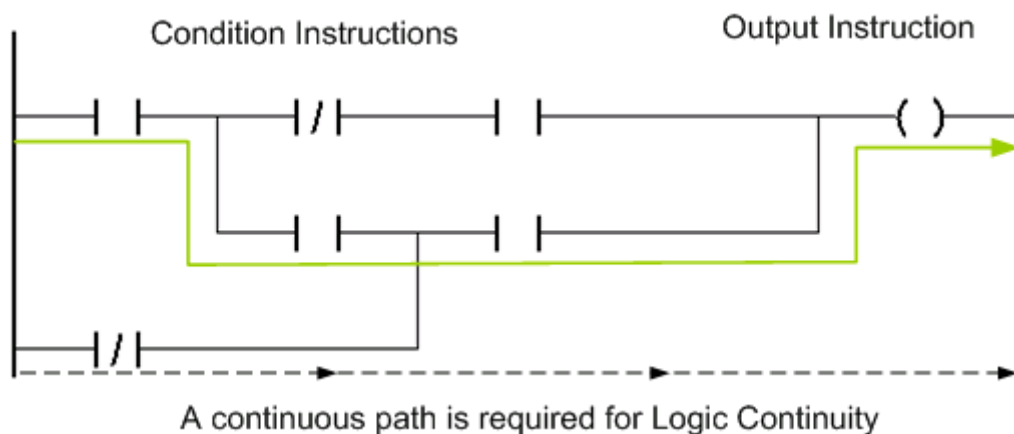 Condition Instructions
Output Instruction
A continuous path is required for Logic Continuity